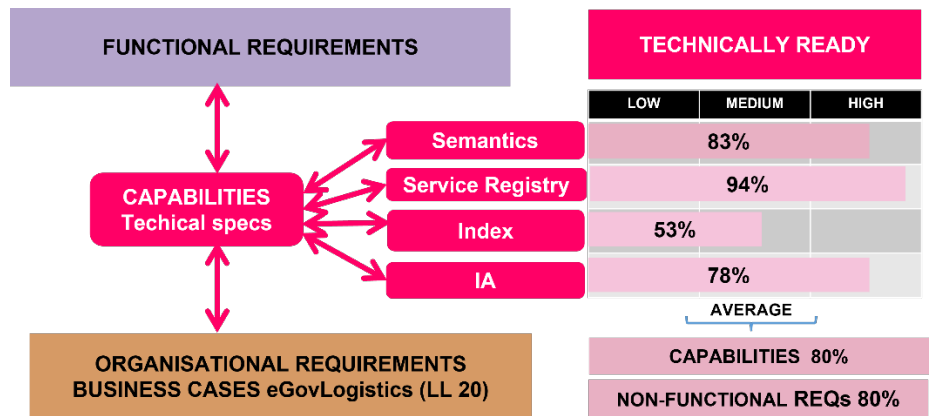 FUNCTIONAL REQUIREMENTS
TECHNICALLY READY
LOW MEDIUM HIGH
Semantics 83%
Service Registry 94%
CAPABILITIES
Techical specs
Index 53%
IA 78%
AVERAGE
ORGANISATIONAL REQUIREMENTS
BUSINESS CASES eGovLogistics (LL 20)
CAPABILITIES 80%
NON-FUNCTIONAL REQs 80%